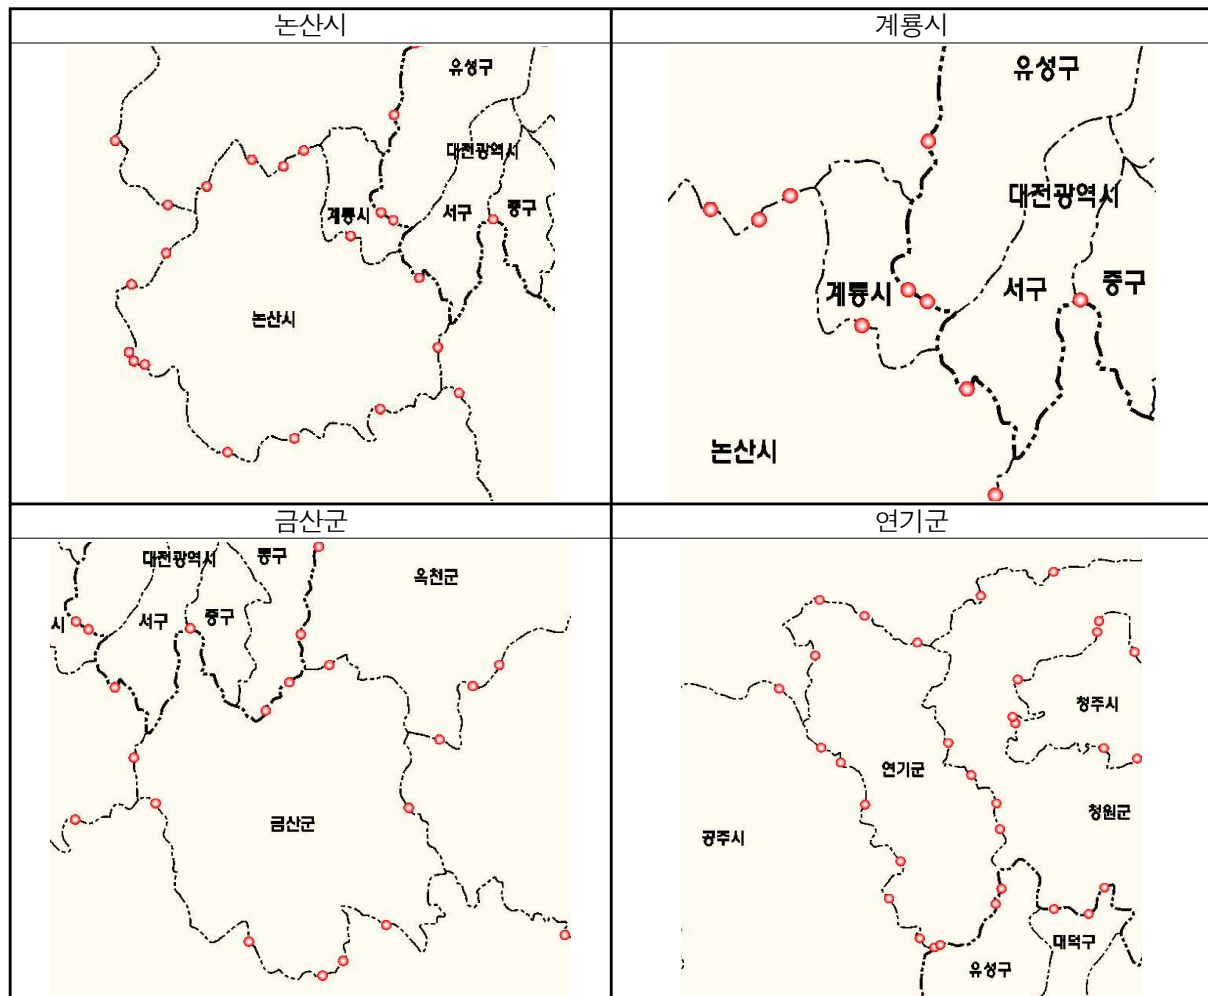 논산시
계룡시
유성구
대전광역시
계룡시
서구
중구
논산시
유성구
대전광역시
계룡시
서구
중구
논산시
금산군
연기군
대전광역시
동구
옥천군
시
서구
중구
금산군
청주시
연기군
청원군
공주시
대덕구
유성구